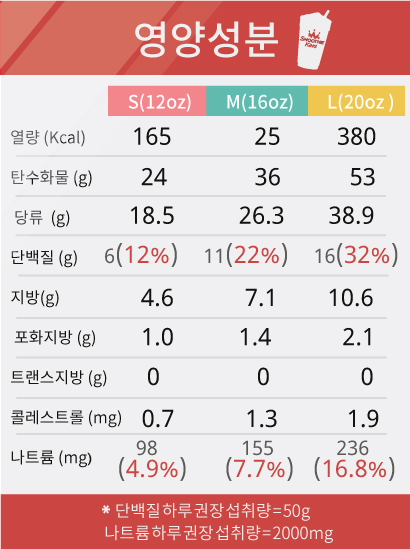 영양성분
Smoothie King
S(12oz) M(16oz) L(20oz )
열량 (Kcal) 165 25 380
탄수화물 (g) 24 36 53
당류 (g) 18.5 26.3 38.9
단백질 (g) 6(12%) 11(22%) 16(32%)
지방(g) 4.6 7.1 10.6
포화지방 (g) 1.0 1.4 2.1
트랜스지방 (g) 0 0 0
콜레스트롤 (mg) 0.7 1.3 1.9
나트륨 (mg) 98 155 236
(4.9%) (7.7%) (16.8%)
* 단백질하루권장섭취량=50g
나트륨하루권장섭취량=2000mg